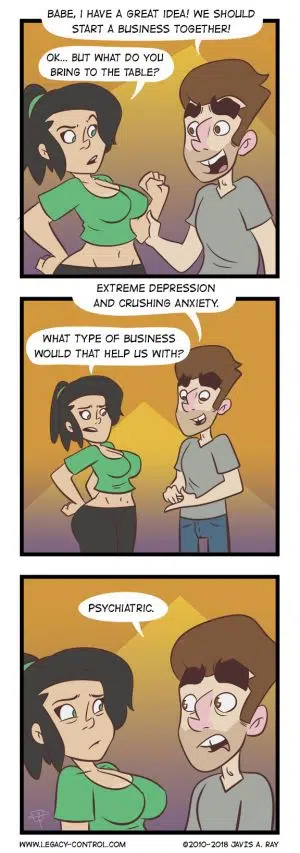 BABE, I HAVE A GREAT IDEA! WE SHOULD
START A BUSINESS TOGETHER!
OK... BUT WHAT DO YOU
BRING TO THE TABLE?
EXTREME DEPRESSION
AND CRUSHING ANXIETY.
WHAT TYPE OF BUSINESS
WOULD THAT HELP US WITH?
PSYCHIATRIC.
WWW.LEGACY-CONTROL.COM
©2010-2018 JAVIS A. RAY